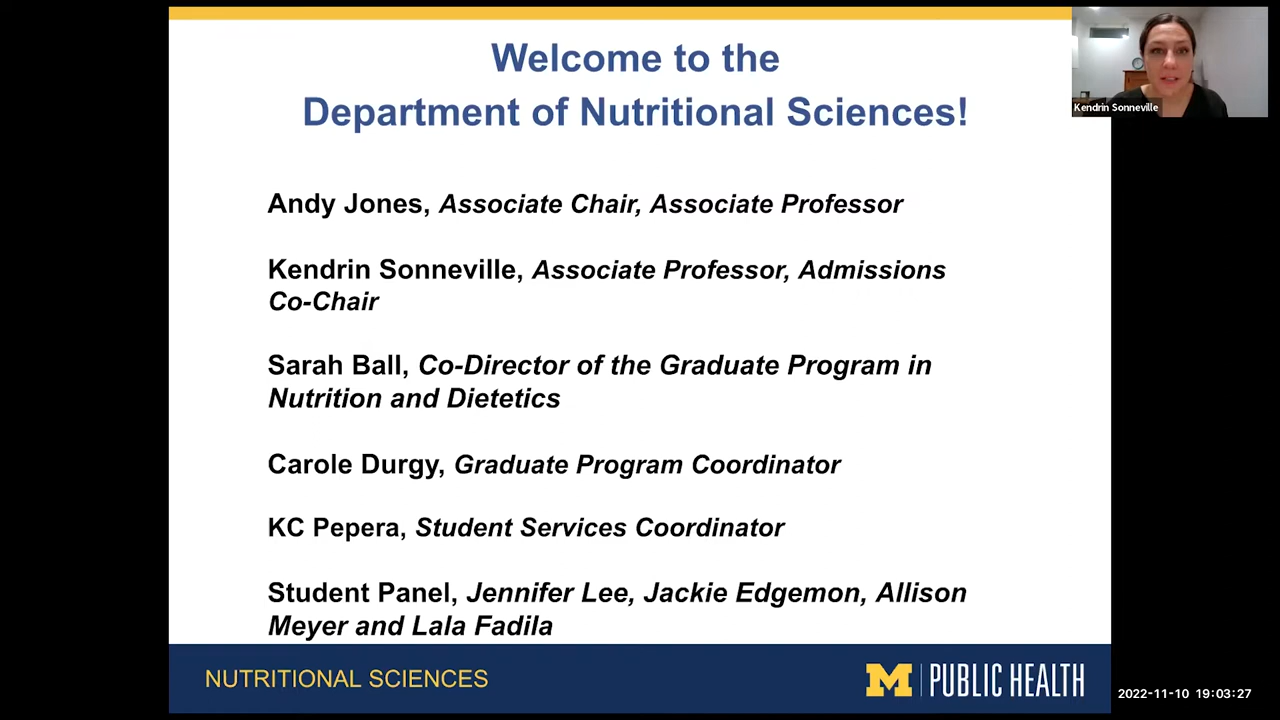 Welcome to the
Department of Nutritional Sciences!
Kendrin Sonneville
Andy Jones, Associate Chair, Associate Professor
Kendrin Sonneville, Associate Professor, Admissions
Co-Chair
Sarah Ball, Co-Director of the Graduate Program in
Nutrition and Dietetics
Carole Durgy, Graduate Program Coordinator
KC Pepera, Student Services Coordinator
Student Panel, Jennifer Lee, Jackie Edgemon, Allison
Meyer and Lala Fadila
NUTRITIONAL SCIENCES
M PUBLIC HEALTH
2022-11-10 19:03:27